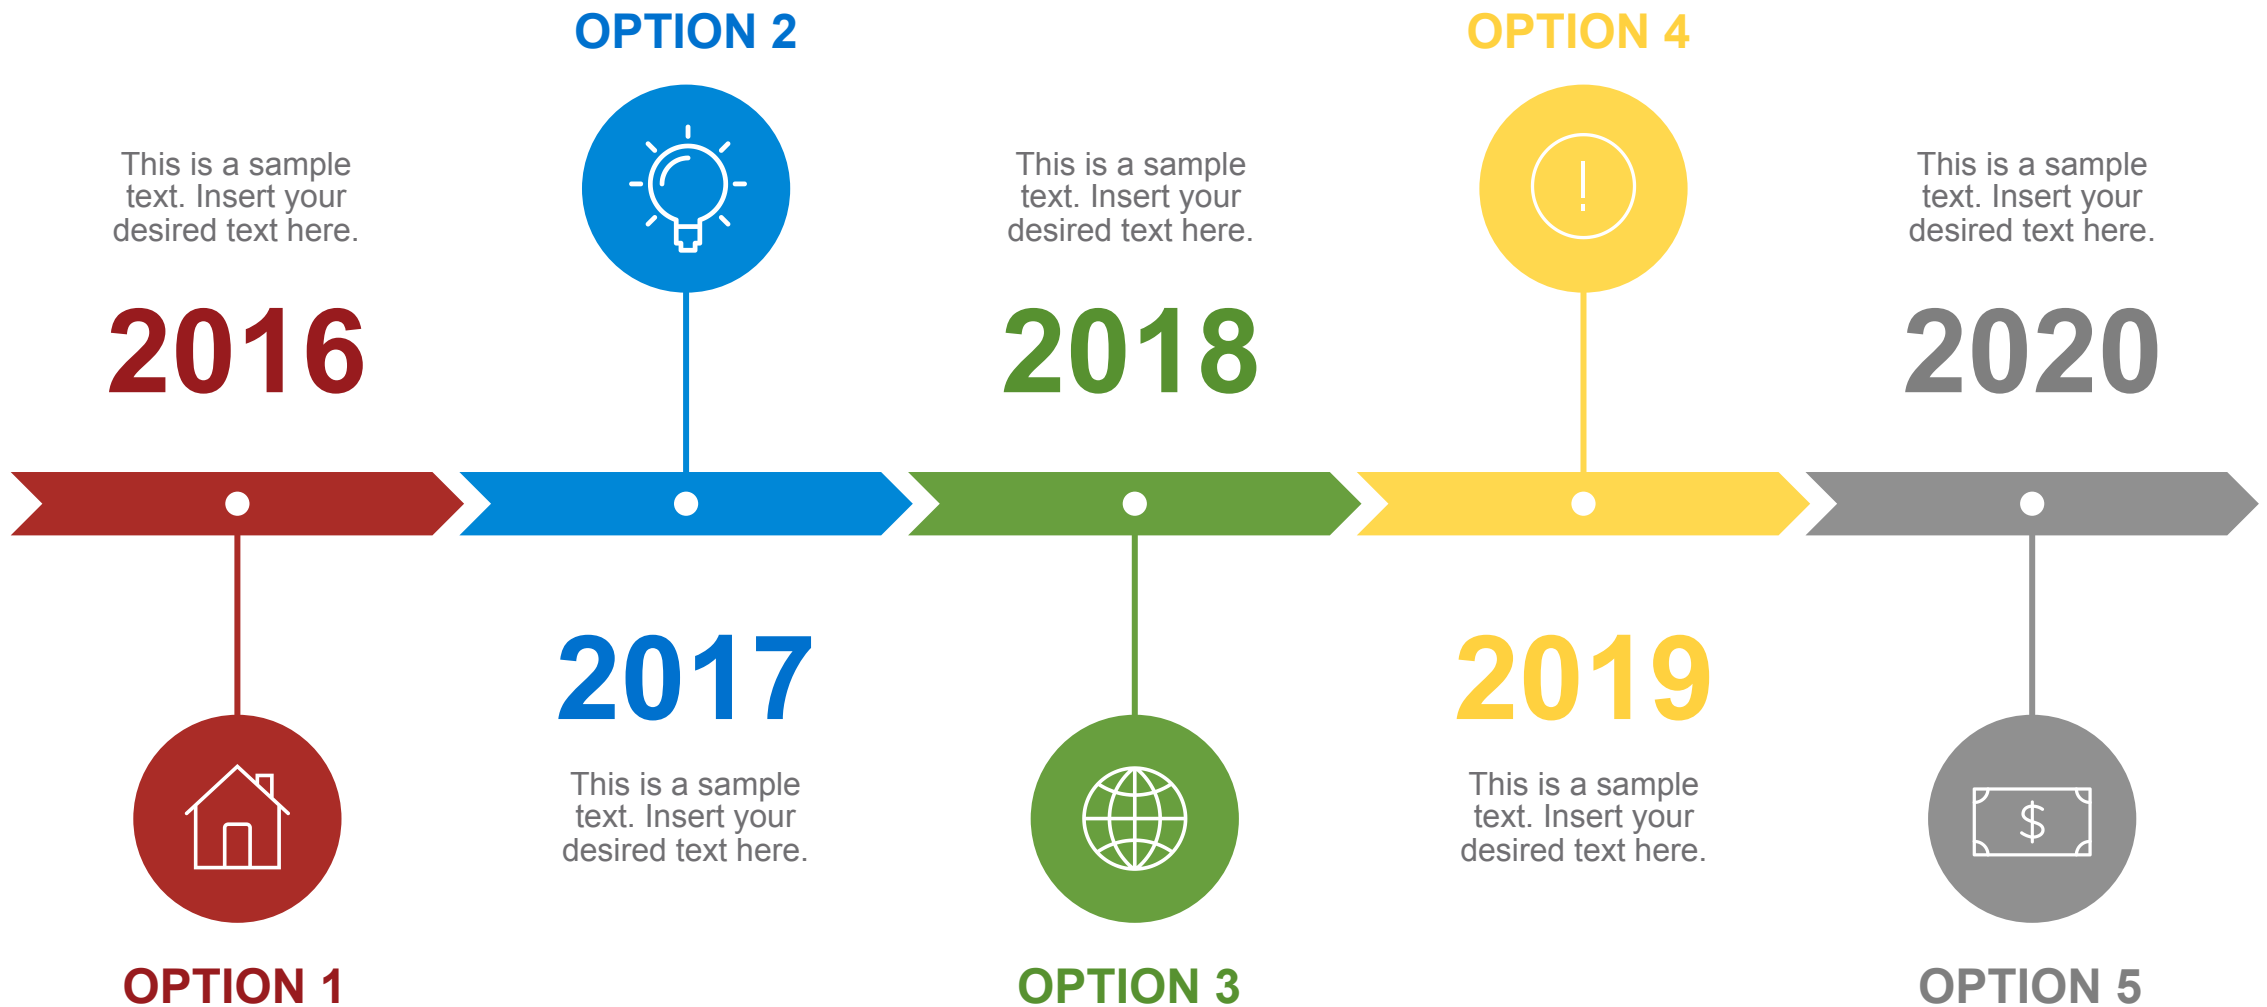 OPTION 2
OPTION 4
This is a sample
text. Insert your
desired text here.
2016
This is a sample
text. Insert your
desired text here.
2018
!
This is a sample
text. Insert your
desired text here.
2020
2017
This is a sample
text. Insert your
desired text here.
2019
This is a sample
text. Insert your
desired text here.
$
OPTION 1
OPTION 3
OPTION 5